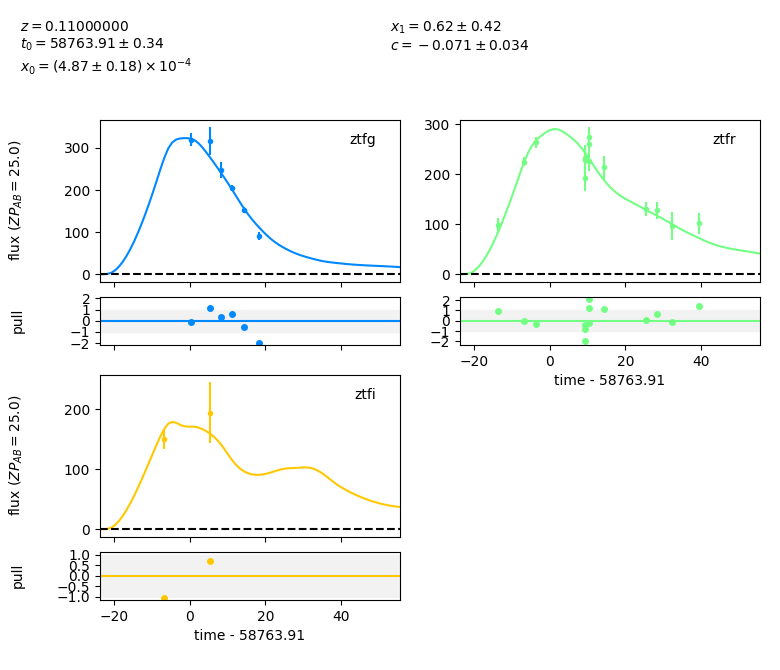 z = 0.11000000
t₀ = 58763.91 ± 0.34
x₀ = (4.87 ± 0.18) × 10⁻⁴
x₁ = 0.62 ± 0.42
c = −0.071 ± 0.034
flux (ZP_AB = 25.0)
300
200
100
0
ztfg
300
200
100
0
ztfr
pull
2
1
0
−1
−2
2
1
0
−1
−2
−20 0 20 40
time - 58763.91
flux (ZP_AB = 25.0)
200
100
0
ztfi
pull
1.0
0.5
0.0
−0.5
−1.0
−20 0 20 40
time - 58763.91